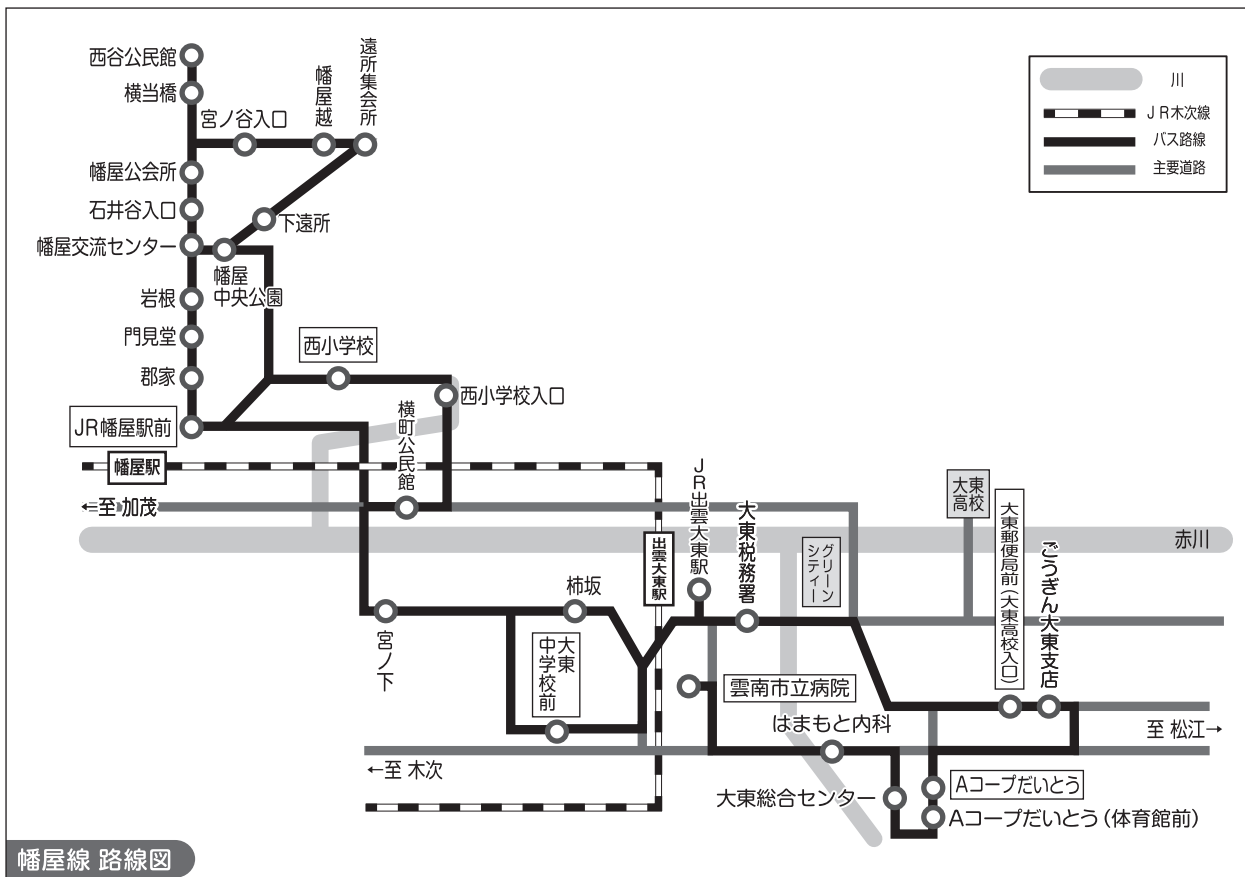 西谷公民館
横当橋
宮ノ谷入口
幡屋越
遠所集会所
幡屋公会所
石井谷入口
幡屋交流センター
下遠所
幡屋
中央公園
岩根
門見堂
郡家
JR幡屋駅前
西小学校
西小学校入口
横町公民館
幡屋駅
⇐至 加茂
川
JR木次線
バス路線
主要道路
出雲大東駅
JR出雲大東駅
大東税務署
グリーン
シティー
大東
高校
大東郵便局前(大東高校入口)
ごうぎん大東支店
赤川
柿坂
宮ノ下
大東
中学校前
雲南市立病院
はまもと内科
至 松江→
←至 木次
大東総合センター
Aコープだいとう
Aコープだいとう(体育館前)
幡屋線 路線図